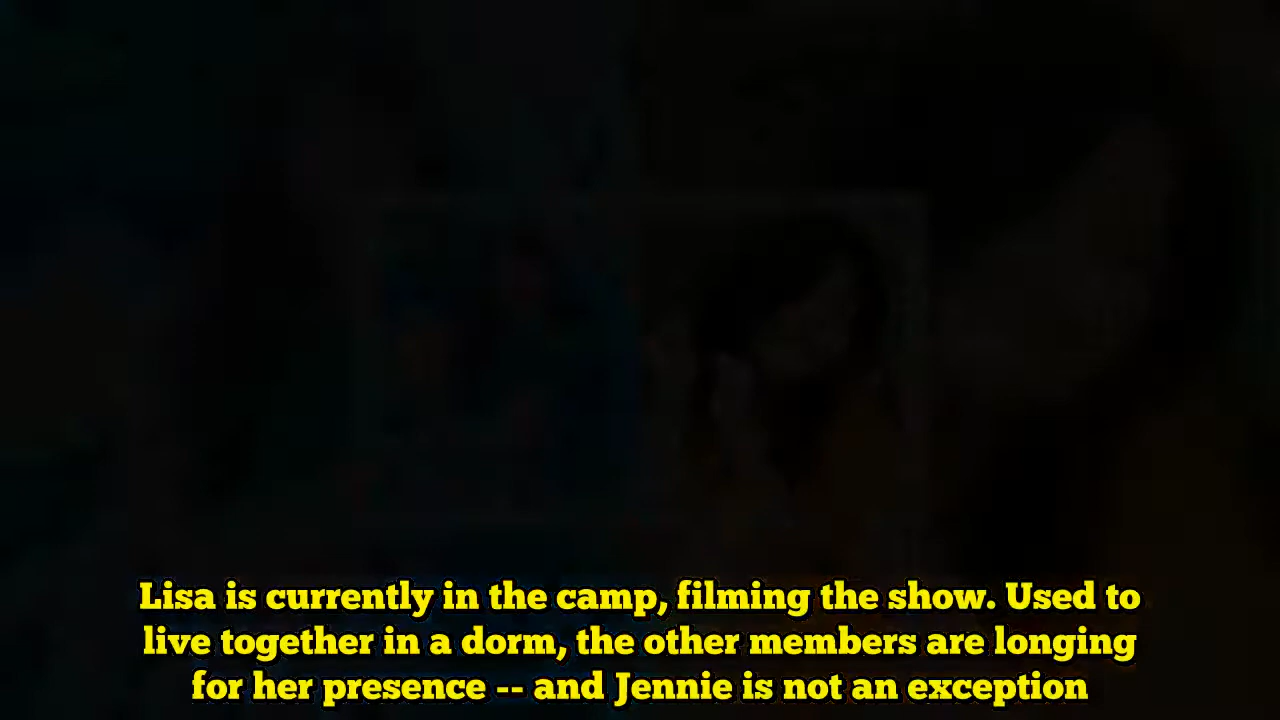 Lisa is currently in the camp, filming the show. Used to
live together in a dorm, the other members are longing
for her presence -- and Jennie is not an exception